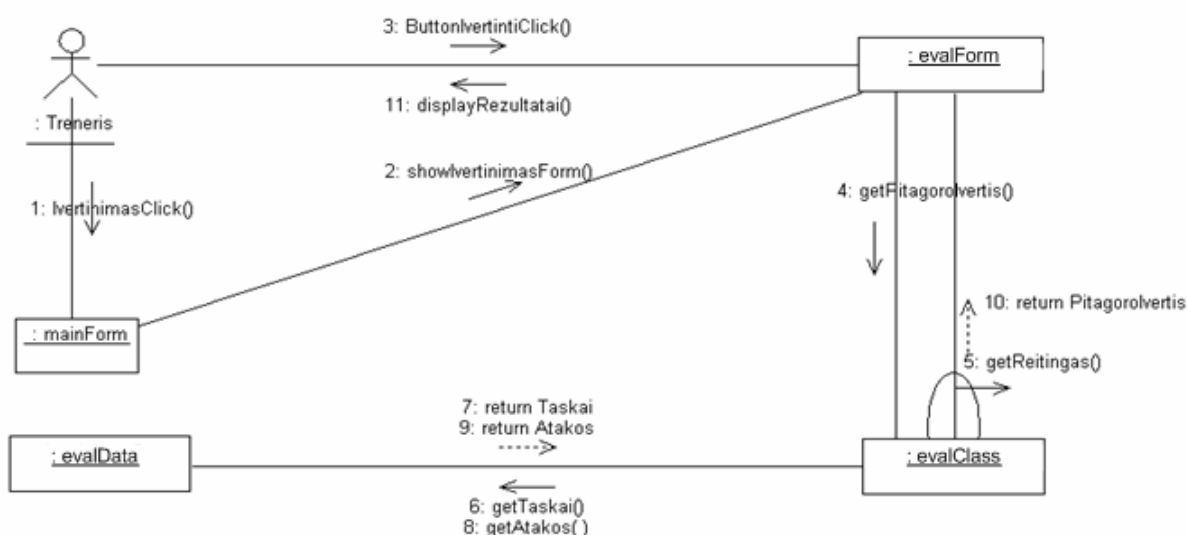 3: ButtonIvertintiClick()
: evalForm
11: displayRezultatai()
: Treneris
2: showIvertinimasForm()
4: getPitagoroIvertis()
1: IvertinimasClick()
10: return PitagoroIvertis
: mainForm
5: getReitingas()
7: return Taskai
9: return Atakos
: evalData
: evalClass
6: getTaskai()
8: getAtakos( )